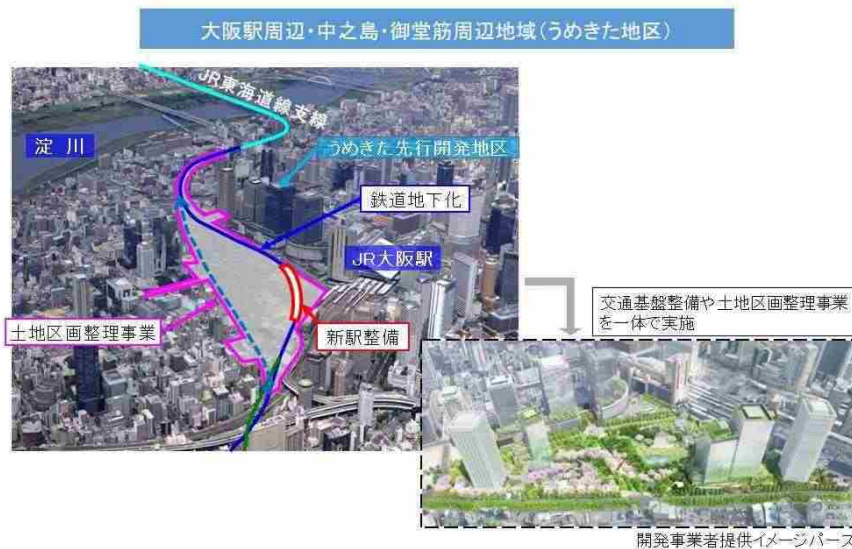 大阪駅周辺・中之島・御堂筋周辺地域(うめきた地区)
JR東海道線支線
淀 川
うめきた先行開発地区
鉄道地下化
JR大阪駅
土地区画整理事業
新駅整備
交通基盤整備や土地区画整理事業
を一体で実施
開発事業者提供イメージパース